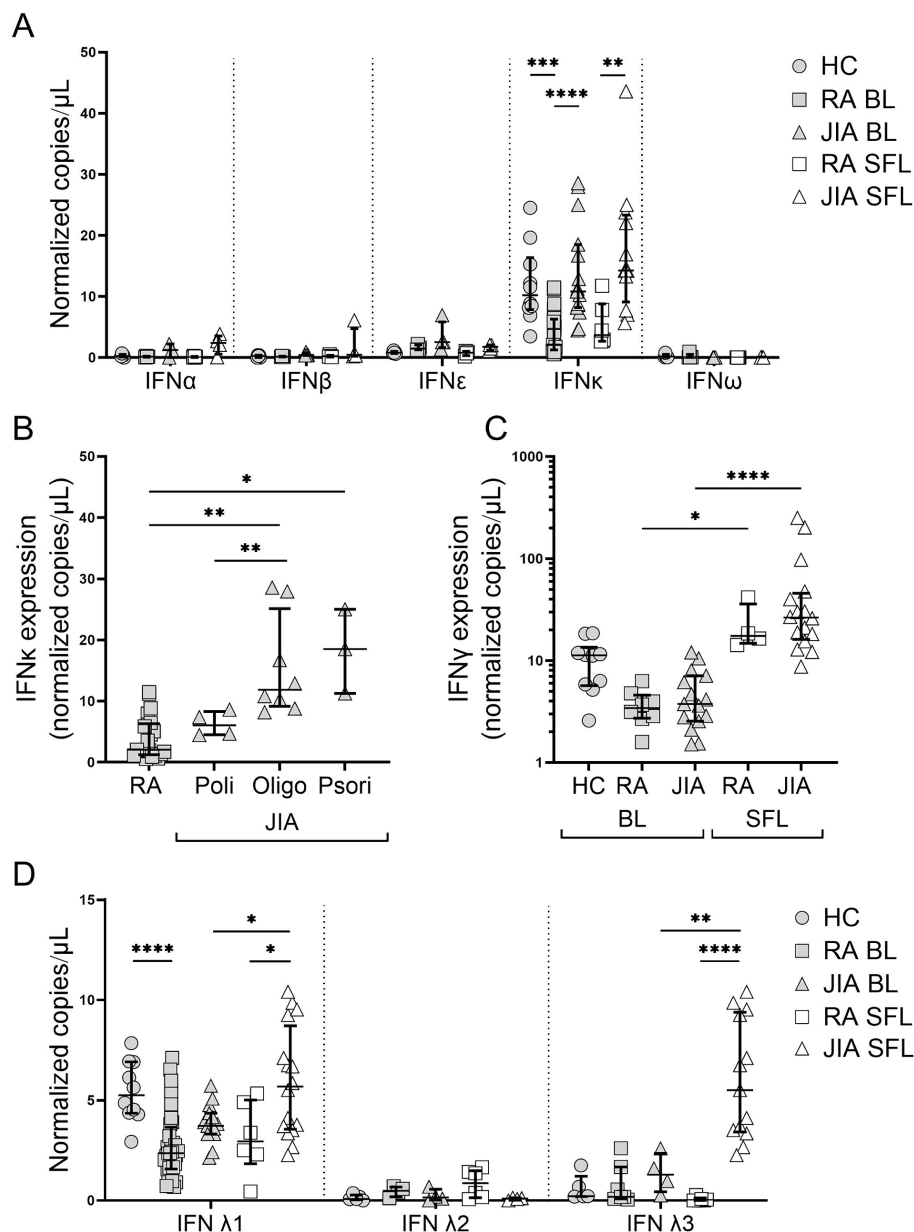 A
Normalized copies/µL
50
40
30
20
10
0
*** **** **
IFNα IFNβ IFNε IFNκ IFNω
HC
RA BL
JIA BL
RA SFL
JIA SFL
B
IFNκ expression
(normalized copies/µL)
50
40
30
20
10
0
*
**
**
RA Poli Oligo Psori
JIA
C
IFNγ expression
(normalized copies/µL)
1000
100
10
1
****
*
HC RA JIA RA JIA
BL SFL
D
Normalized copies/µL
15
10
5
0
**** * *
** ****
IFN λ1 IFN λ2 IFN λ3
HC
RA BL
JIA BL
RA SFL
JIA SFL